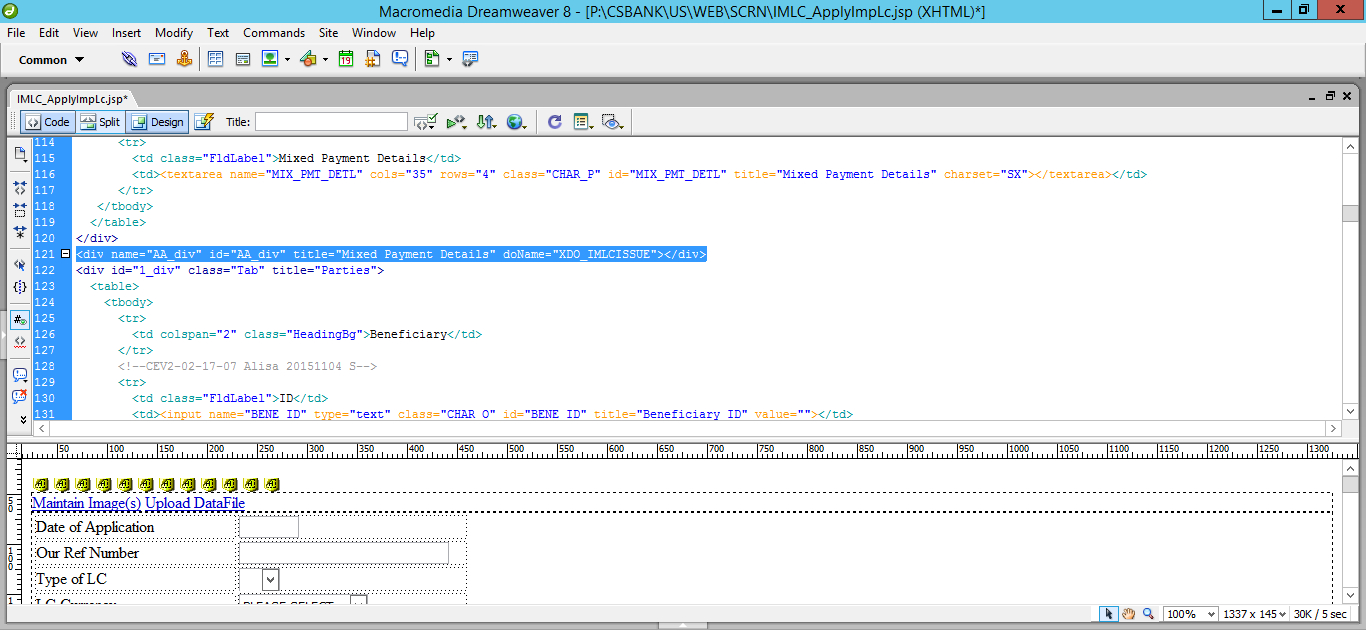 Macromedia Dreamweaver 8 - [P:\CSBANK\US\WEB\SCRN\IMLC_ApplyImpLc.jsp (XHTML)*]
File Edit View Insert Modify Text Commands Site Window Help
Common
IMLC_ApplyImpLc.jsp*
Code Split Design Title:
114 <tr>
115 <td class="FldLabel">Mixed Payment Details</td>
116 <td><textarea name="MIX_PMT_DETL" cols="35" rows="4" class="CHAR_P" id="MIX_PMT_DETL" title="Mixed Payment Details" charset="SX"></textarea></td>
117 </tr>
118 </tbody>
119 </table>
120 </div>
121 <div name="AA_div" id="AA_div" title="Mixed Payment Details" doName="XDO_IMLCISSUE"></div>
122 <div id="1_div" class="Tab" title="Parties">
123 <table>
124 <tbody>
125 <tr>
126 <td colspan="2" class="HeadingBg">Beneficiary</td>
127 </tr>
128 <!--CEV2-02-17-07 Alisa 20151104 S-->
129 <tr>
130 <td class="FldLabel">ID</td>
131 <td><input name="BENE_ID" type="text" class="CHAR_O" id="BENE_ID" title="Beneficiary ID" value=""></td>
50 100 150 200 250 300 350 400 450 500 550 600 650 700 750 800 850 900 950 1000 1050 1100 1150 1200 1250 1300
Maintain Image(s) Upload DataFile
50
Date of Application
100
Our Ref Number
Type of LC
LC Currency PLEASE SELECT
100% 1337 x 145 30K / 5 sec